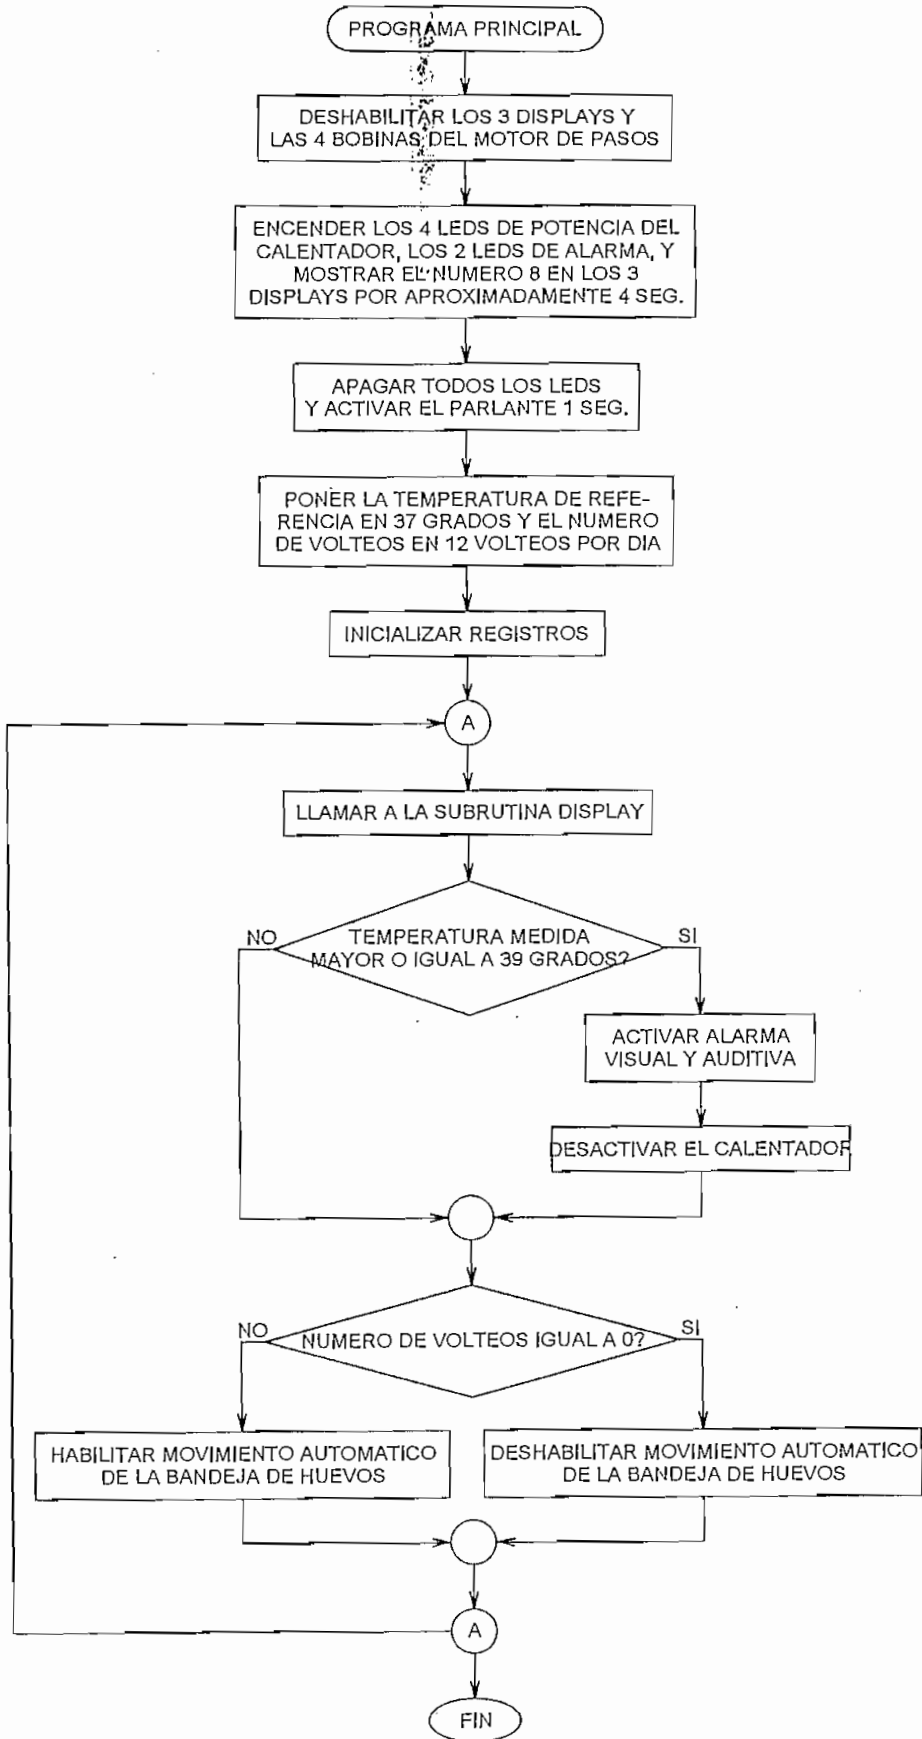 PROGRAMA PRINCIPAL
DESHABILITAR LOS 3 DISPLAYS Y
LAS 4 BOBINAS DEL MOTOR DE PASOS
ENCENDER LOS 4 LEDS DE POTENCIA DEL
CALENTADOR, LOS 2 LEDS DE ALARMA, Y
MOSTRAR EL NUMERO 8 EN LOS 3
DISPLAYS POR APROXIMADAMENTE 4 SEG.
APAGAR TODOS LOS LEDS
Y ACTIVAR EL PARLANTE 1 SEG.
PONER LA TEMPERATURA DE REFE-
RENCIA EN 37 GRADOS Y EL NUMERO
DE VOLTEOS EN 12 VOLTEOS POR DIA
INICIALIZAR REGISTROS
A
LLAMAR A LA SUBRUTINA DISPLAY
NO
TEMPERATURA MEDIDA
MAYOR O IGUAL A 39 GRADOS?
SI
ACTIVAR ALARMA
VISUAL Y AUDITIVA
DESACTIVAR EL CALENTADOR
NO
NUMERO DE VOLTEOS IGUAL A 0?
SI
HABILITAR MOVIMIENTO AUTOMATICO
DE LA BANDEJA DE HUEVOS
DESHABILITAR MOVIMIENTO AUTOMATICO
DE LA BANDEJA DE HUEVOS
A
FIN